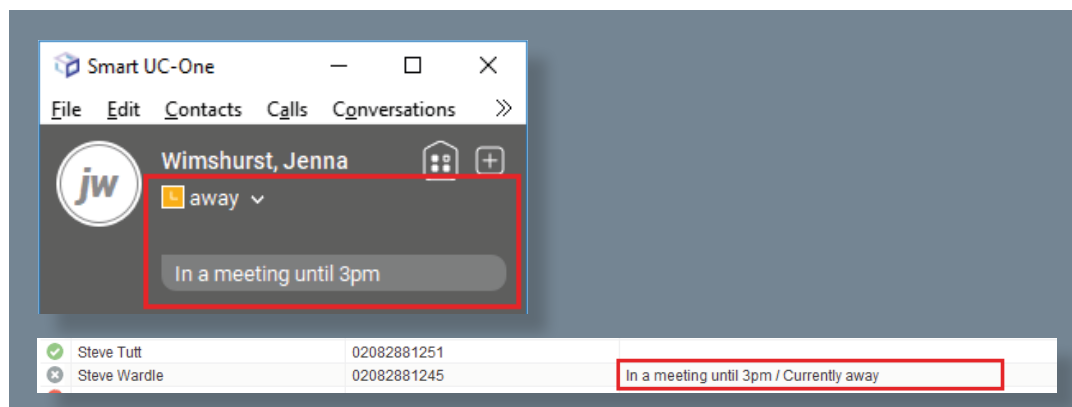 Smart UC-One
File Edit Contacts Calls Conversations
jw
Wimshurst, Jenna
away
In a meeting until 3pm
Steve Tutt 02082881251
Steve Wardle 02082881245 In a meeting until 3pm / Currently away